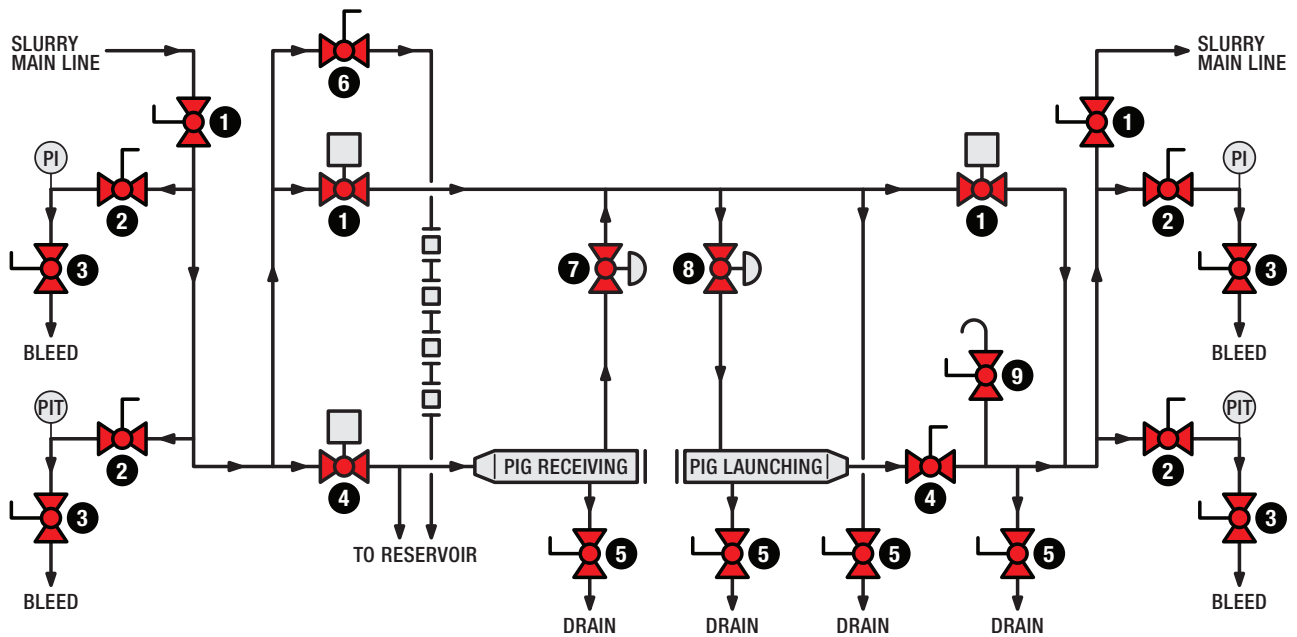 SLURRY
MAIN LINE
6
SLURRY
MAIN LINE
1
1
PI
2
1
1
2
PI
3
7
8
3
BLEED
BLEED
9
PIT
2
2
PIT
PIG RECEIVING
PIG LAUNCHING
4
4
3
3
TO RESERVOIR
5
5
5
5
BLEED
BLEED
DRAIN
DRAIN
DRAIN
DRAIN